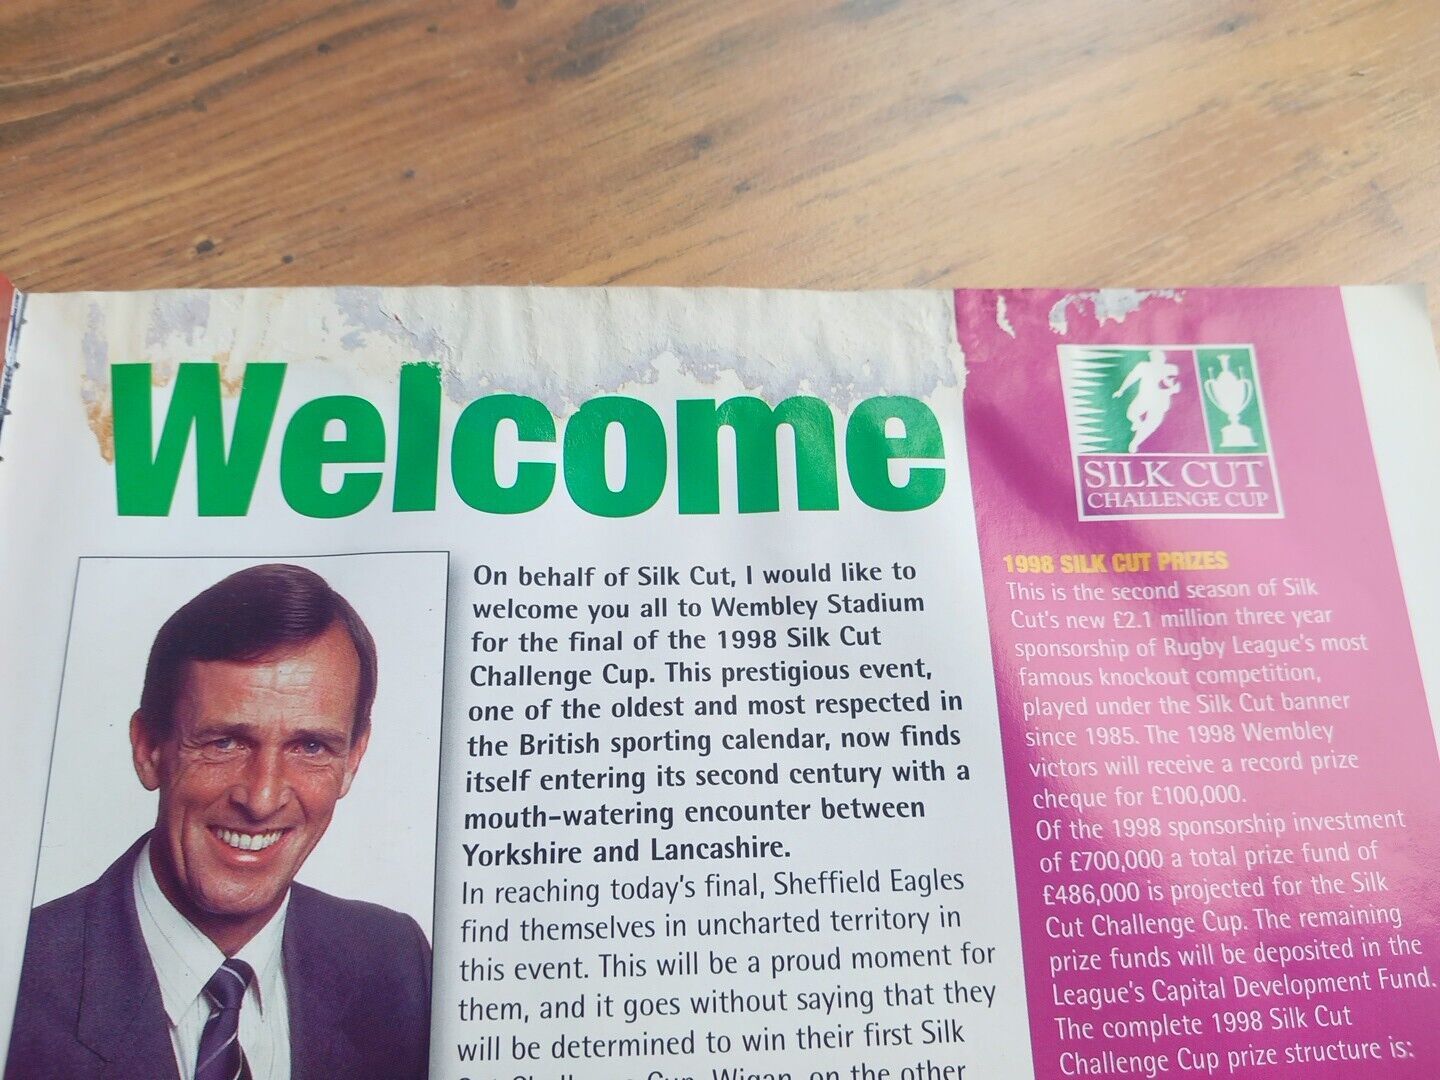 Welcome
On behalf of Silk Cut, I would like to
welcome you all to Wembley Stadium
for the final of the 1998 Silk Cut
Challenge Cup. This prestigious event,
one of the oldest and most respected in
the British sporting calendar, now finds
itself entering its second century with a
mouth-watering encounter between
Yorkshire and Lancashire.
In reaching today's final, Sheffield Eagles
find themselves in uncharted territory in
this event. This will be a proud moment for
them, and it goes without saying that they
will be determined to win their first Silk
Cut Challenge Cup. Wigan, on the other
SILK CUT
CHALLENGE CUP
1998 SILK CUT PRIZES
This is the second season of Silk
Cut's new £2.1 million three year
sponsorship of Rugby League's most
famous knockout competition,
played under the Silk Cut banner
since 1985. The 1998 Wembley
victors will receive a record prize
cheque for £100,000.
Of the 1998 sponsorship investment
of £700,000 a total prize fund of
£486,000 is projected for the Silk
Cut Challenge Cup. The remaining
prize funds will be deposited in the
League's Capital Development Fund.
The complete 1998 Silk Cut
Challenge Cup prize structure is: